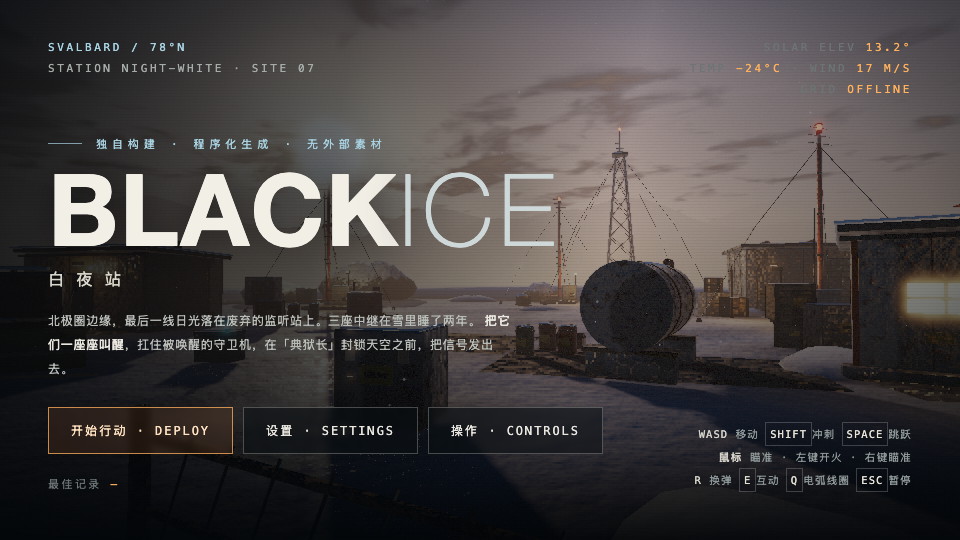 SVALBARD / 78°N
STATION NIGHT-WHITE · SITE 07
SOLAR ELEV 13.2°
TEMP −24°C · WIND 17 M/S
OFFLINE
独自构建 · 程序化生成 · 无外部素材
BLACKICE
白夜站
北极圈边缘，最后一线日光落在废弃的监听站上。三座中继在雪里睡了两年。把它
们一座座叫醒，扛住被唤醒的守卫机，在「典狱长」封锁天空之前，把信号发出
去。
开始行动 · DEPLOY
设置 · SETTINGS
操作 · CONTROLS
最佳记录 —
WASD 移动 SHIFT 冲刺 SPACE 跳跃
鼠标 瞄准 · 左键开火 · 右键瞄准
R 换弹 E 互动 Q 电弧线圈 ESC 暂停